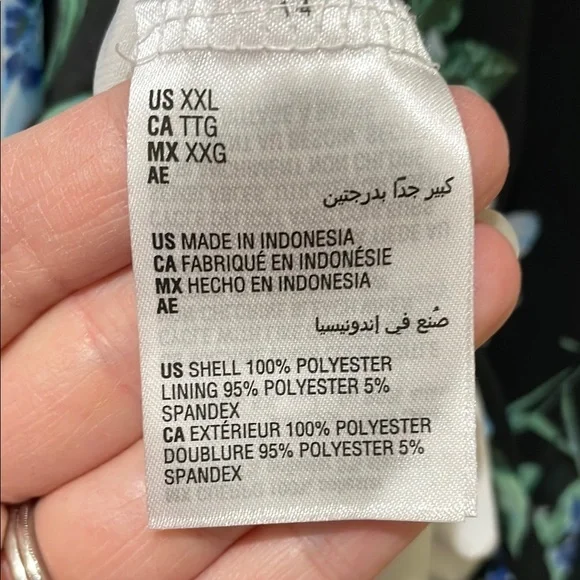 US XXL
CA TTG
MX XXG
AE
كبير جدًا بدرجتين
US MADE IN INDONESIA
CA FABRIQUÉ EN INDONÉSIE
MX HECHO EN INDONESIA
AE
صُنع في إندونيسيا
US SHELL 100% POLYESTER
LINING 95% POLYESTER 5%
SPANDEX
CA EXTÉRIEUR 100% POLYESTER
DOUBLURE 95% POLYESTER 5%
SPANDEX